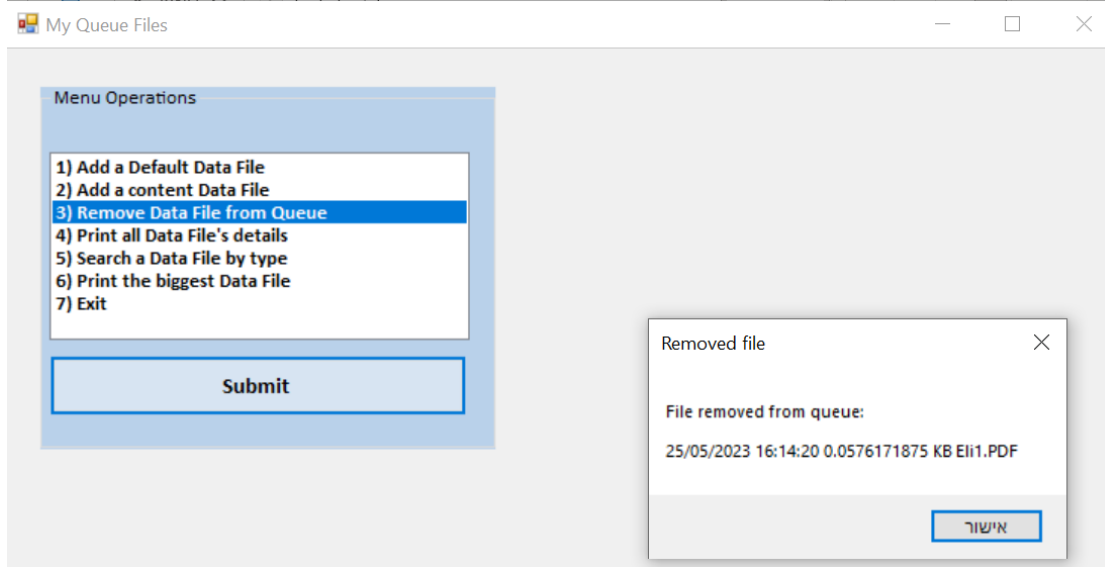 My Queue Files
Menu Operations
1) Add a Default Data File
2) Add a content Data File
3) Remove Data File from Queue
4) Print all Data File's details
5) Search a Data File by type
6) Print the biggest Data File
7) Exit
Submit
Removed file
File removed from queue:
25/05/2023 16:14:20 0.0576171875 KB Eli1.PDF
אישור